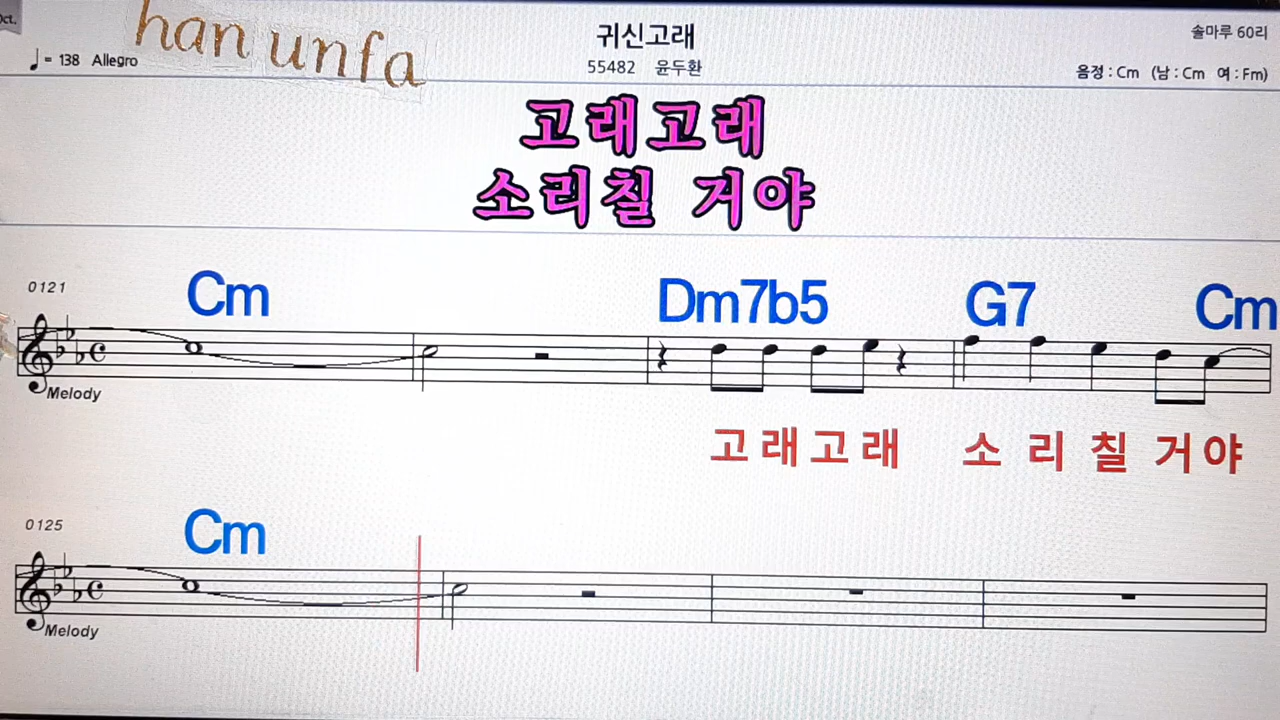 Oct.
han unfa
귀신고래
솔마루 60리
♩= 138 Allegro
55482 윤두환
음정 : Cm (남 : Cm 여 : Fm)
고래고래
소리칠 거야
0121
Cm Dm7b5 G7 Cm
Melody
고래고래 소리칠거야
0125
Cm
Melody